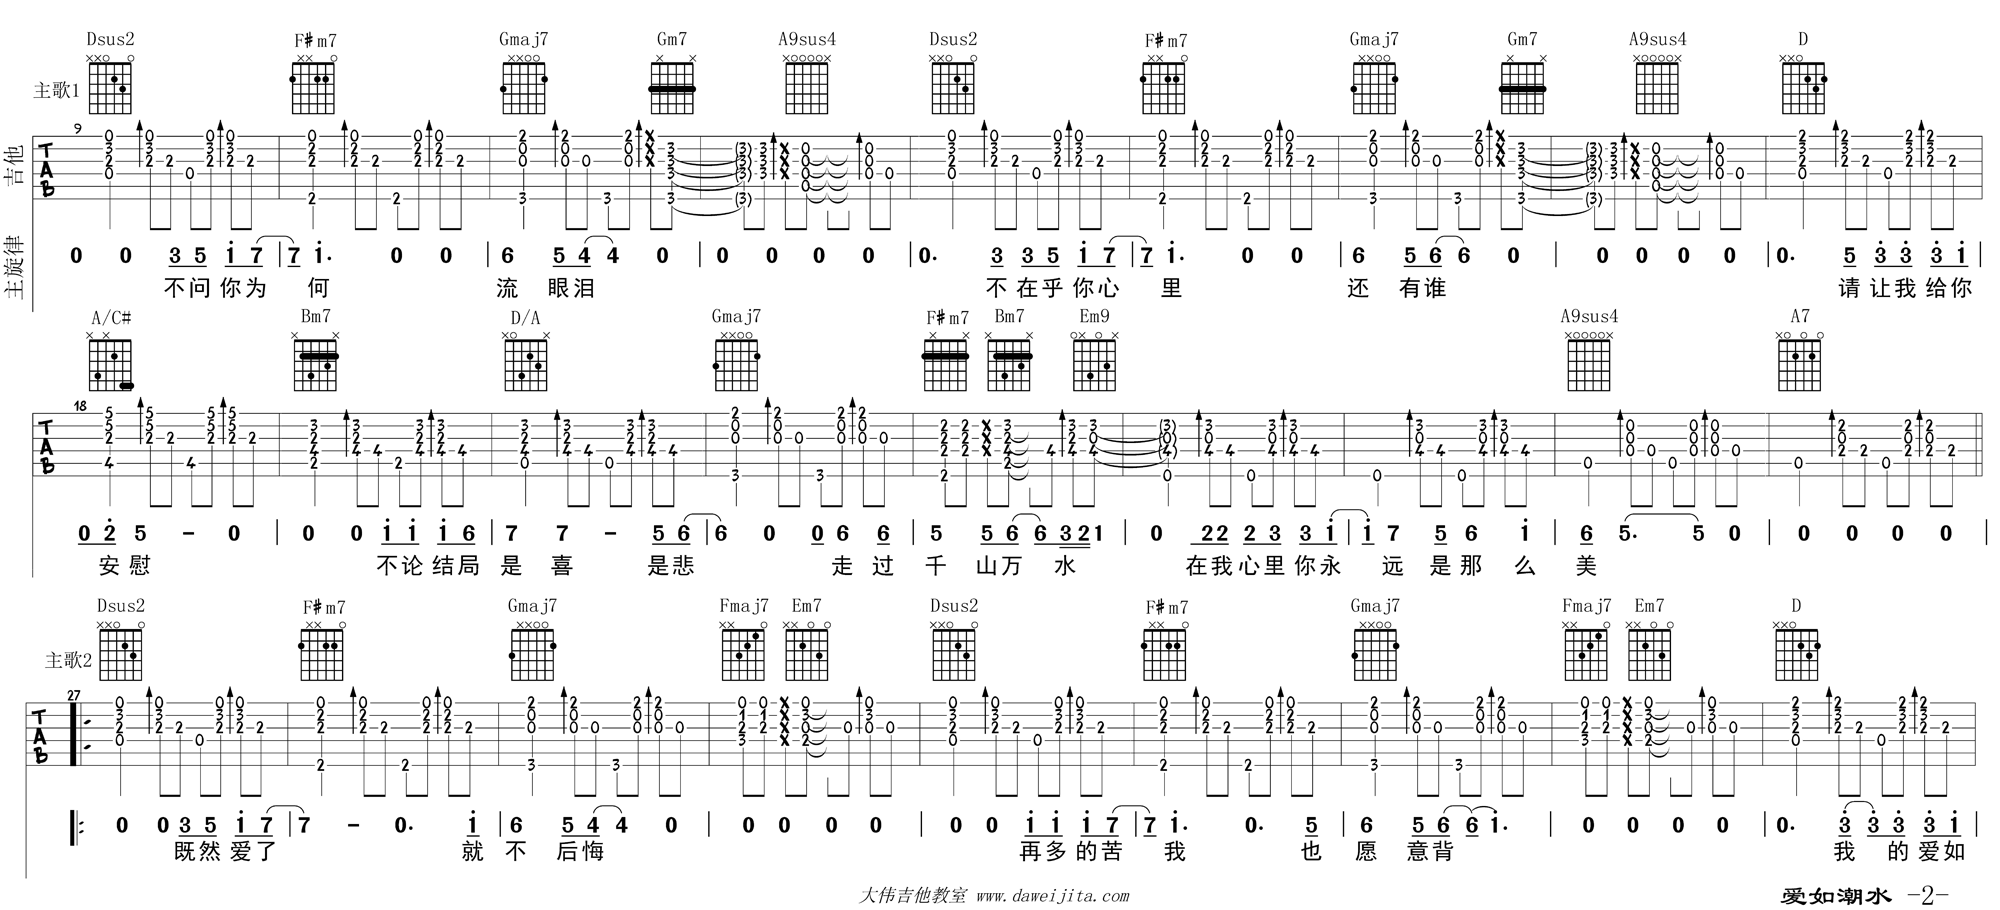 Dsus2 F#m7 Gmaj7 Gm7 A9sus4 Dsus2 F#m7 Gmaj7 Gm7 A9sus4 D
主歌1
9
吉他 TAB
主旋律 0 0 3 5 i 7 7 i. 0 0 6 5 4 4 0 0 0 0 0 0. 3 3 5 i 7 7 i. 0 0 6 5 6 6 0 0 0 0 0 0. 5 3 3 3 i
不问你为 何 流 眼泪 不 在乎 你心 里 还 有谁 请 让我 给你
A/C# Bm7 D/A Gmaj7 F#m7 Bm7 Em9 A9sus4 A7
18
TAB
0 2 5 - 0 0 0 i i i 6 7 7 - 5 6 6 0 0 6 6 5 5 6 6 3 2 1 0 2 2 2 3 3 i i 7 5 6 i 6 5. 5 0 0 0 0 0
安 慰 不论 结局 是 喜 是悲 走 过 千 山万 水 在我 心里 你永 远 是 那 么 美
Dsus2 F#m7 Gmaj7 Fmaj7 Em7 Dsus2 F#m7 Gmaj7 Fmaj7 Em7 D
主歌2
27
TAB
0 0 3 5 i 7 7 - 0. i 6 5 4 4 0 0 0 0 0 0 0 i i i 7 7 i. 0. 5 6 5 6 6 i. 0 0 0 0 0. 3 3 3 3 i
既然 爱了 就 不 后悔 再多 的苦 我 也 愿 意背 我 的 爱如
大伟吉他教室 www.daweijita.com
爱如潮水 -2-